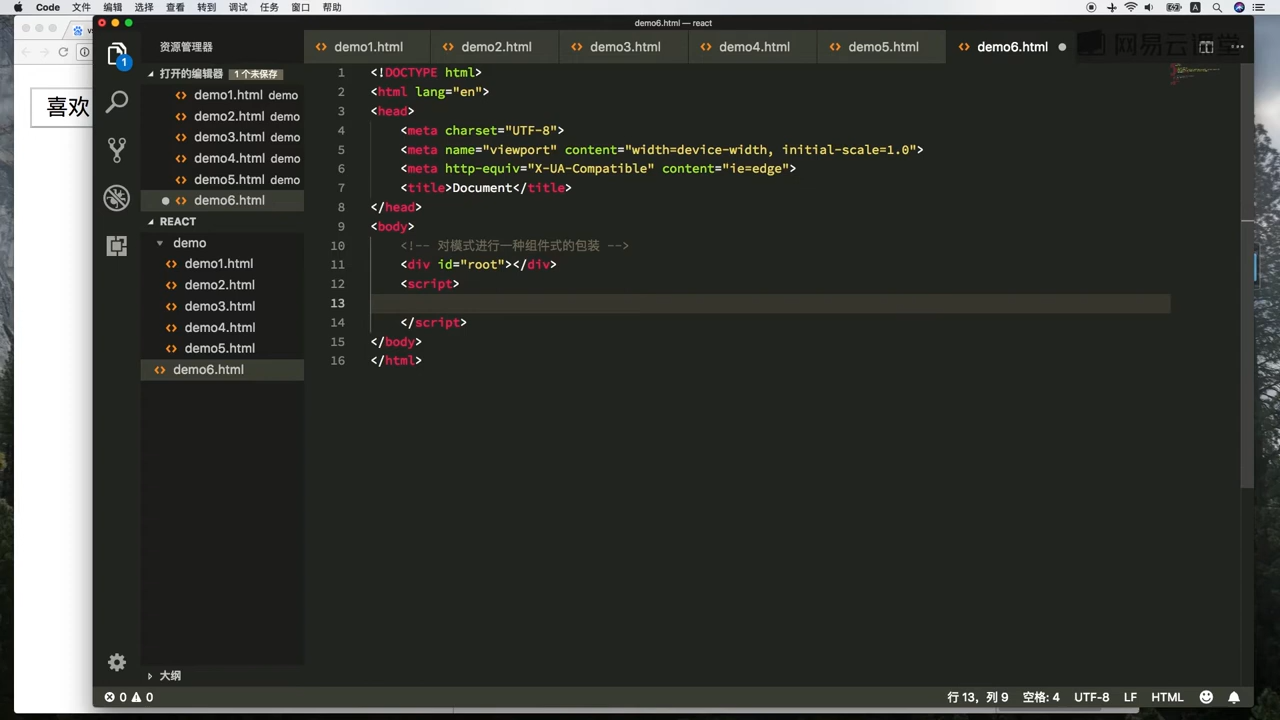 Code 文件 编辑 选择 查看 转到 调试 任务 窗口 帮助
demo6.html — react
资源管理器
demo1.html
demo2.html
demo3.html
demo4.html
demo5.html
demo6.html
网易云课堂
喜欢
1
打开的编辑器 1 个未保存
demo1.html demo
demo2.html demo
demo3.html demo
demo4.html demo
demo5.html demo
demo6.html
REACT
demo
demo1.html
demo2.html
demo3.html
demo4.html
demo5.html
demo6.html
大纲
1 <!DOCTYPE html>
2 <html lang="en">
3 <head>
4 <meta charset="UTF-8">
5 <meta name="viewport" content="width=device-width, initial-scale=1.0">
6 <meta http-equiv="X-UA-Compatible" content="ie=edge">
7 <title>Document</title>
8 </head>
9 <body>
10 <!-- 对模式进行一种组件式的包装 -->
11 <div id="root"></div>
12 <script>
13
14 </script>
15 </body>
16 </html>
0 0
行 13，列 9 空格: 4 UTF-8 LF HTML